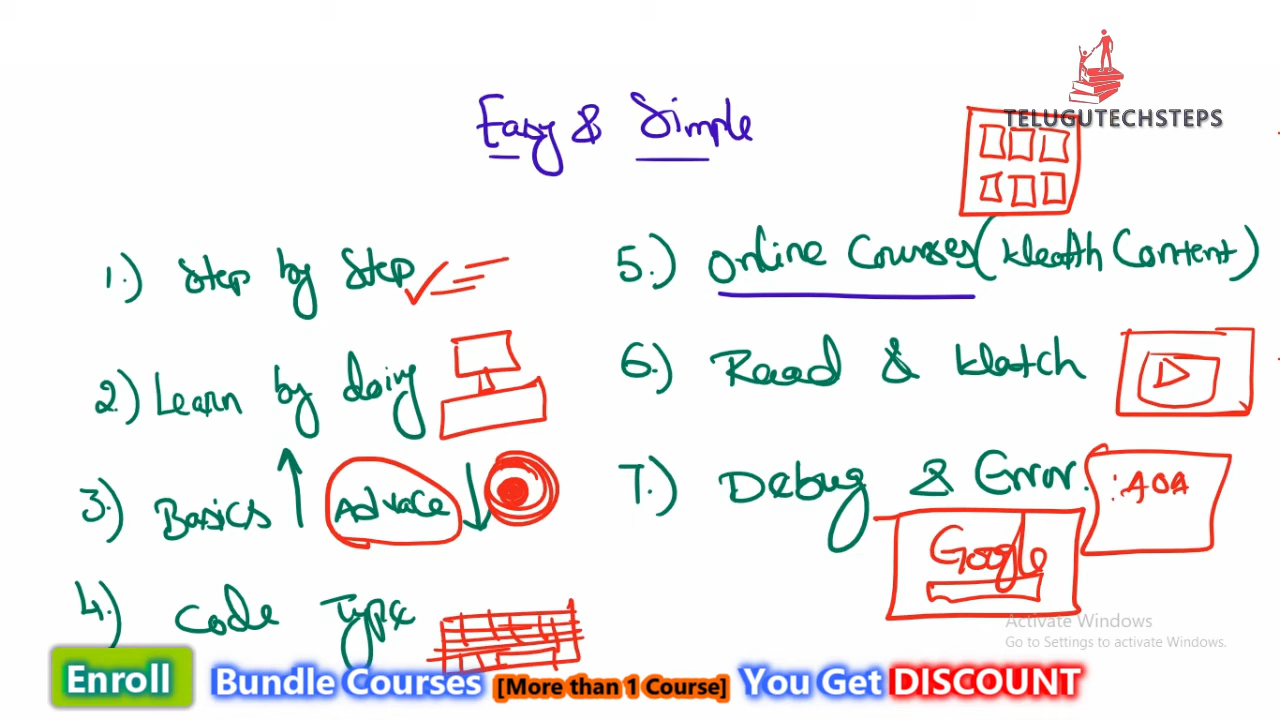 TELUGUTECHSTEPS
Easy & Simple
1.) Step by Step
2.) Learn by doing
3.) Basics Advace
4.) Code Type
5.) Online Courses (Health Content)
6.) Read & Watch
7.) Debug & Error.
404
Google
Activate Windows
Go to Settings to activate Windows.
Enroll Bundle Courses [More than 1 Course] You Get DISCOUNT